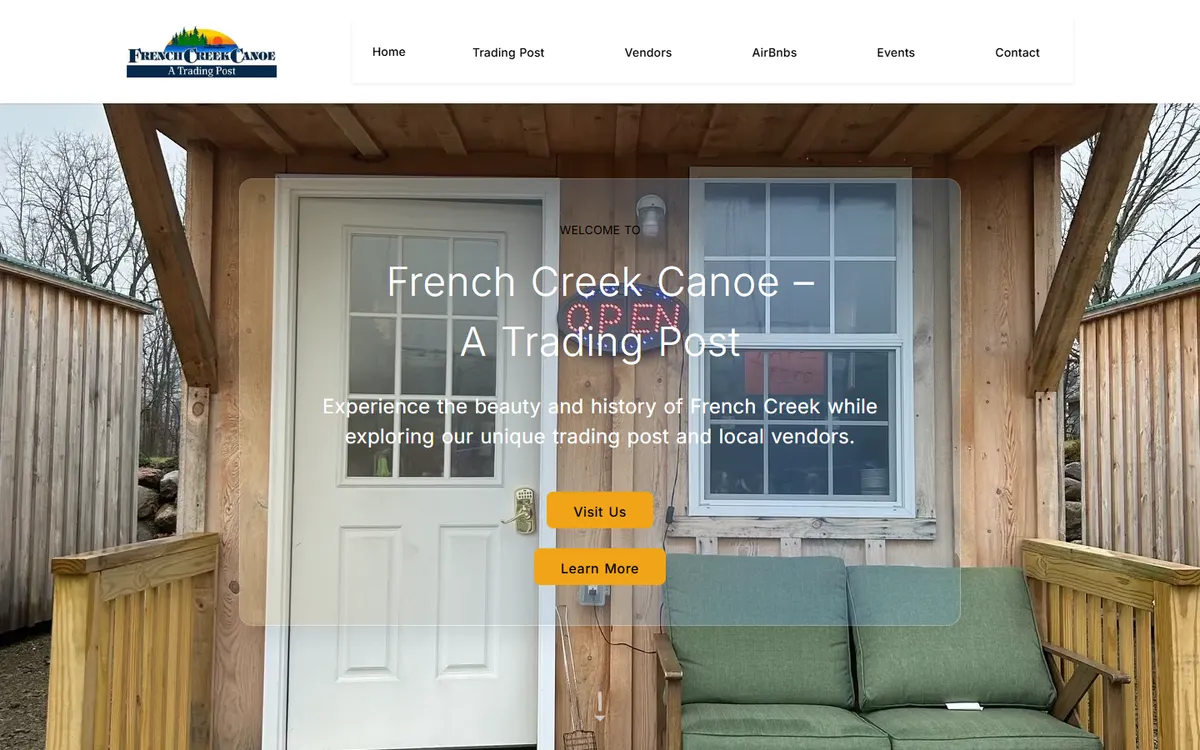 French Creek Canoe
A Trading Post
Home
Trading Post
Vendors
AirBnbs
Events
Contact
WELCOME TO
French Creek Canoe –
OPEN
A Trading Post
Experience the beauty and history of French Creek while
exploring our unique trading post and local vendors.
Visit Us
Learn More